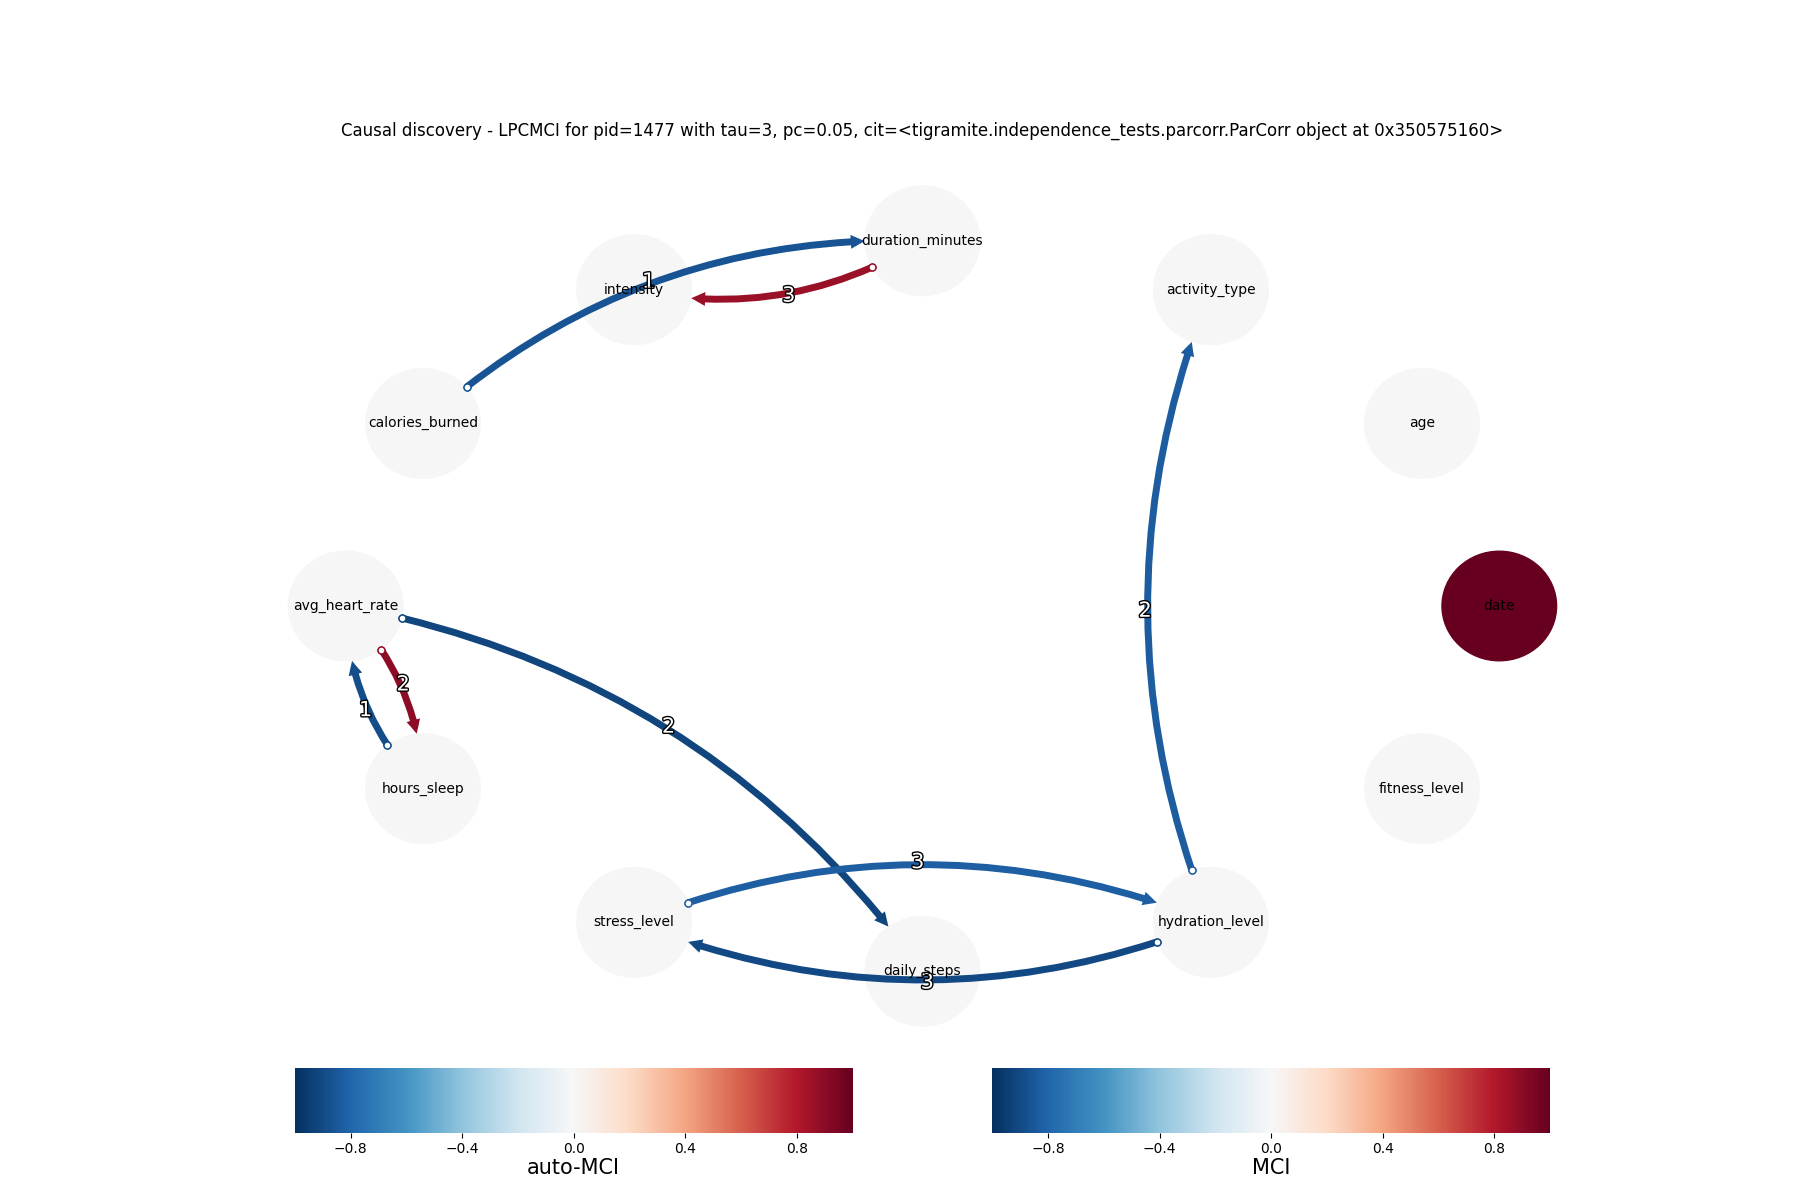 Causal discovery - LPCMCI for pid=1477 with tau=3, pc=0.05, cit=<tigramite.independence_tests.parcorr.ParCorr object at 0x350575160>
duration_minutes
1
intensity
3
activity_type
calories_burned
age
avg_heart_rate
2
date
2
1
2
hours_sleep
fitness_level
3
stress_level
hydration_level
daily_steps
3
−0.8 −0.4 0.0 0.4 0.8
auto-MCI
−0.8 −0.4 0.0 0.4 0.8
MCI